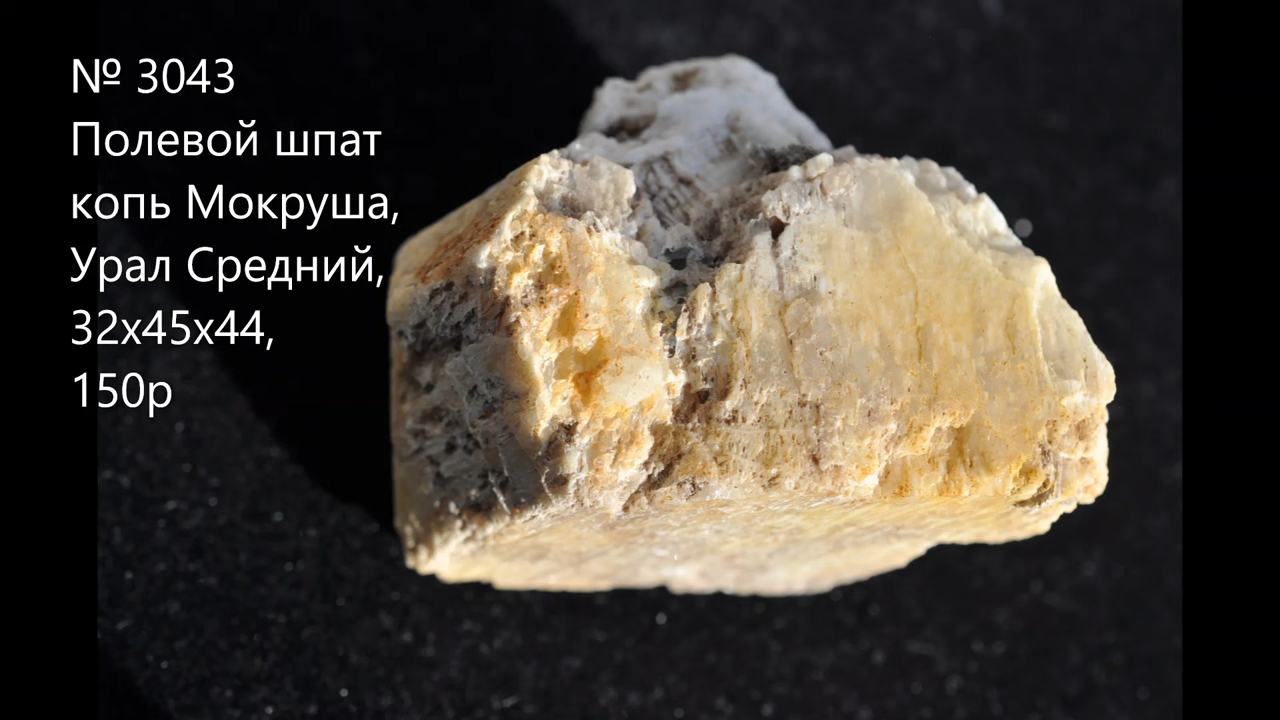 № 3043
Полевой шпат
копь Мокруша,
Урал Средний,
32х45х44,
150р